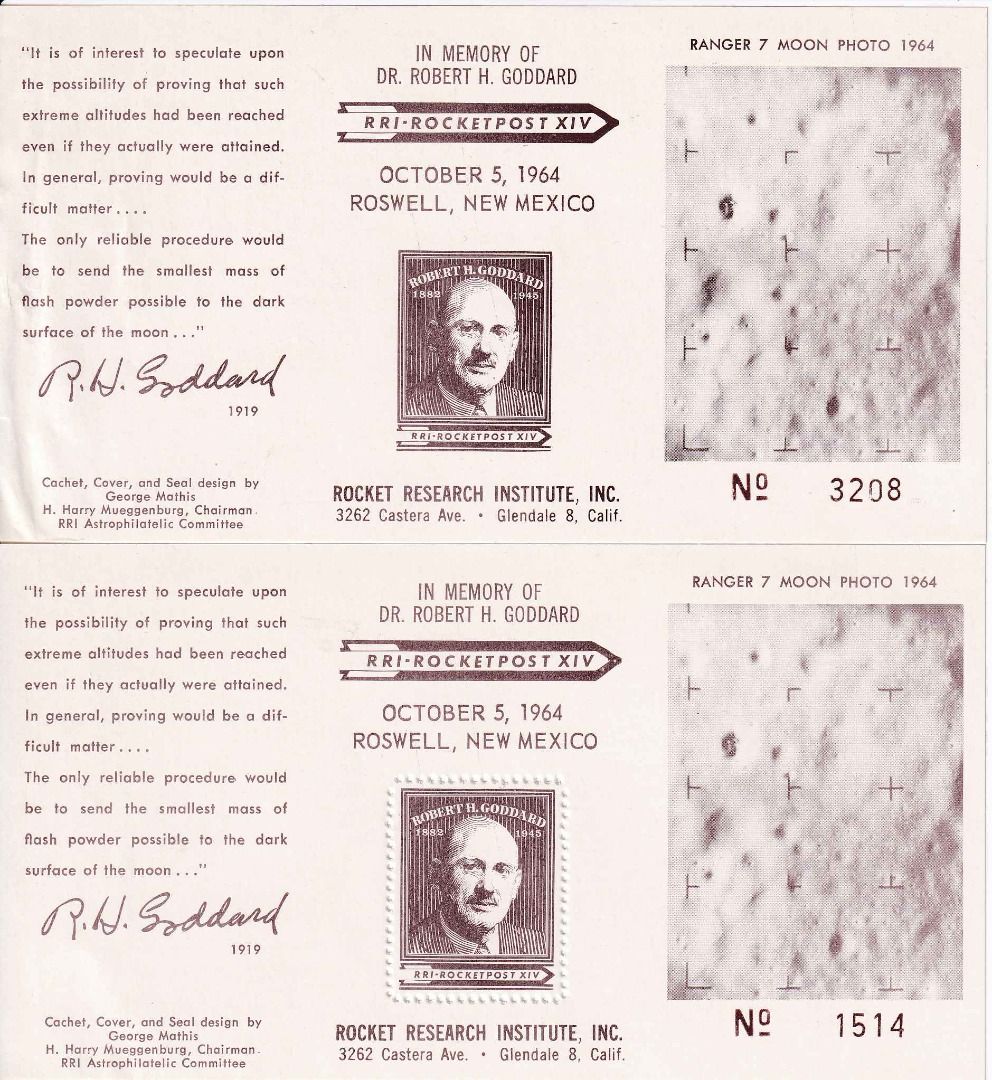 "It is of interest to speculate upon
the possibility of proving that such
extreme altitudes had been reached
even if they actually were attained.
In general, proving would be a dif-
ficult matter....
The only reliable procedure would
be to send the smallest mass of
flash powder possible to the dark
surface of the moon..."
R. H. Goddard
1919
Cachet, Cover, and Seal design by
George Mathis
H. Harry Mueggenburg, Chairman.
RRI Astrophilatelic Committee
IN MEMORY OF
DR. ROBERT H. GODDARD
RRI-ROCKETPOST XIV
OCTOBER 5, 1964
ROSWELL, NEW MEXICO
ROBERT H. GODDARD
1882 1945
RRI-ROCKETPOST XIV
ROCKET RESEARCH INSTITUTE, INC.
3262 Castera Ave. • Glendale 8, Calif.
RANGER 7 MOON PHOTO 1964
Nº 3208
"It is of interest to speculate upon
the possibility of proving that such
extreme altitudes had been reached
even if they actually were attained.
In general, proving would be a dif-
ficult matter....
The only reliable procedure would
be to send the smallest mass of
flash powder possible to the dark
surface of the moon..."
R. H. Goddard
1919
Cachet, Cover, and Seal design by
George Mathis
H. Harry Mueggenburg, Chairman.
RRI Astrophilatelic Committee
IN MEMORY OF
DR. ROBERT H. GODDARD
RRI-ROCKETPOST XIV
OCTOBER 5, 1964
ROSWELL, NEW MEXICO
ROBERT H. GODDARD
1882 1945
RRI-ROCKETPOST XIV
ROCKET RESEARCH INSTITUTE, INC.
3262 Castera Ave. • Glendale 8, Calif.
RANGER 7 MOON PHOTO 1964
Nº 1514